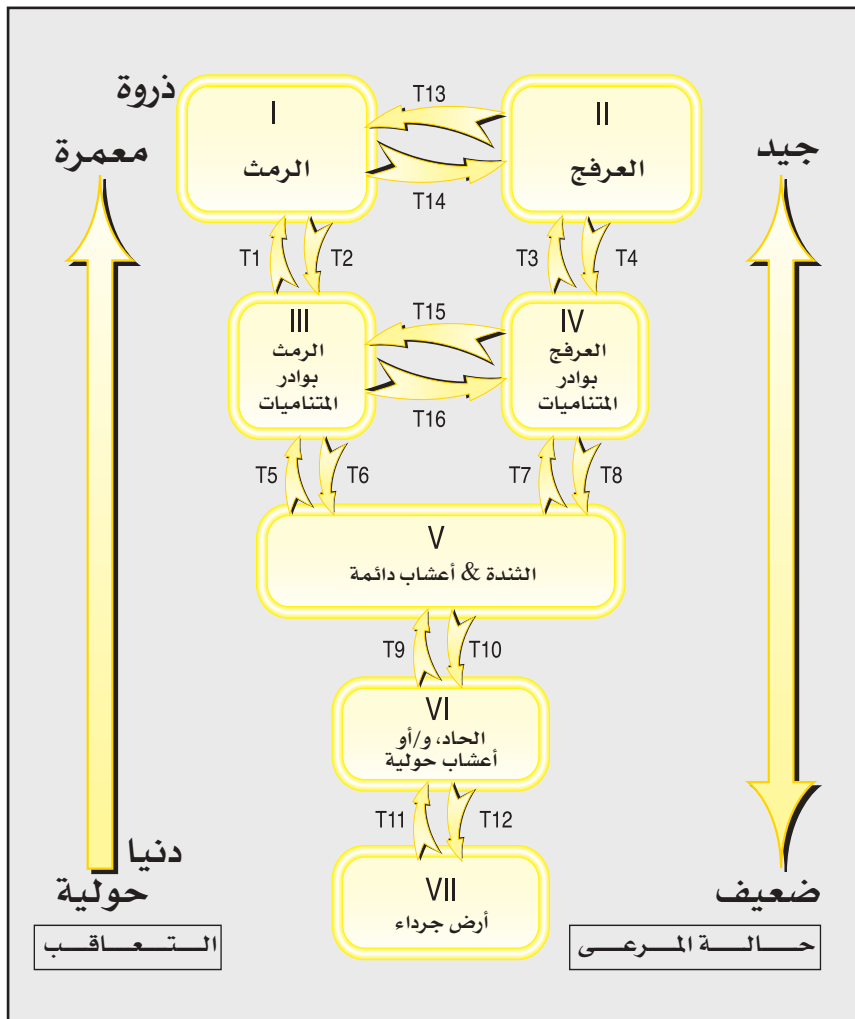 ذروة
معمرة
جيد
I
الرمث
T13
T14
II
العرفج
T1
T2
T3
T4
III
الرمث
بوادر
المتناميات
T15
T16
IV
العرفج
بوادر
المتناميات
T5
T6
T7
T8
V
الثندة & أعشاب دائمة
T9
T10
VI
الحاد، و/أو
أعشاب حولية
T11
T12
VII
أرض جرداء
دنيا
حولية
ضعيف
التعاقب
حالة المرعى